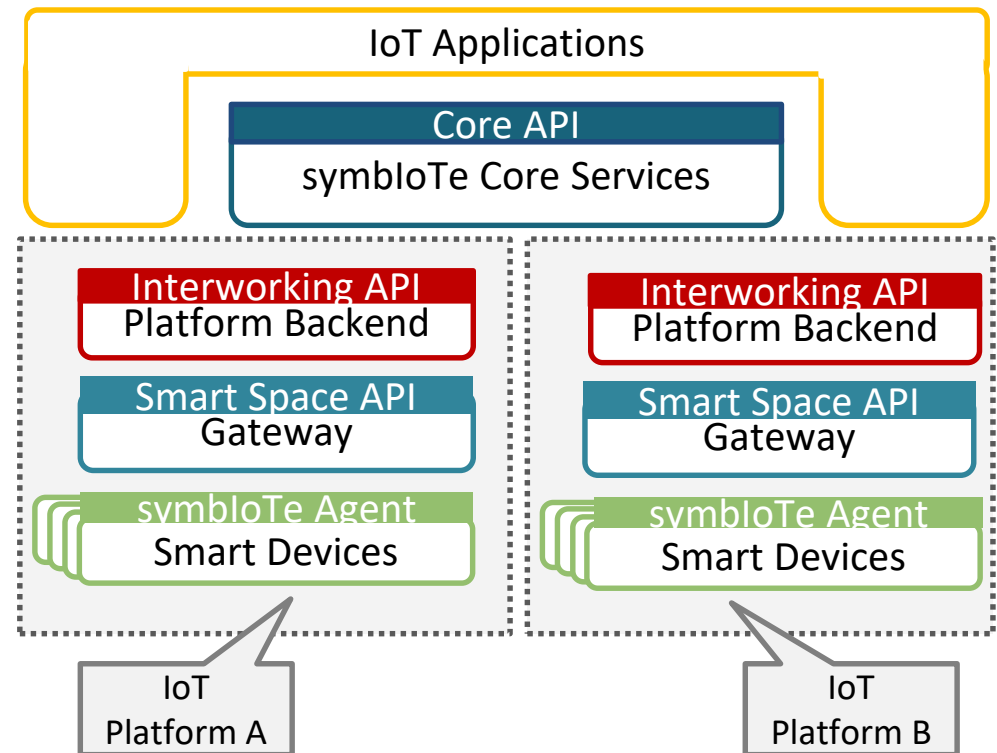 IoT Applications
Core API
symbIoTe Core Services
Interworking API
Platform Backend
Smart Space API
Gateway
symbIoTe Agent
Smart Devices
Interworking API
Platform Backend
Smart Space API
Gateway
symbIoTe Agent
Smart Devices
IoT
Platform A
IoT
Platform B